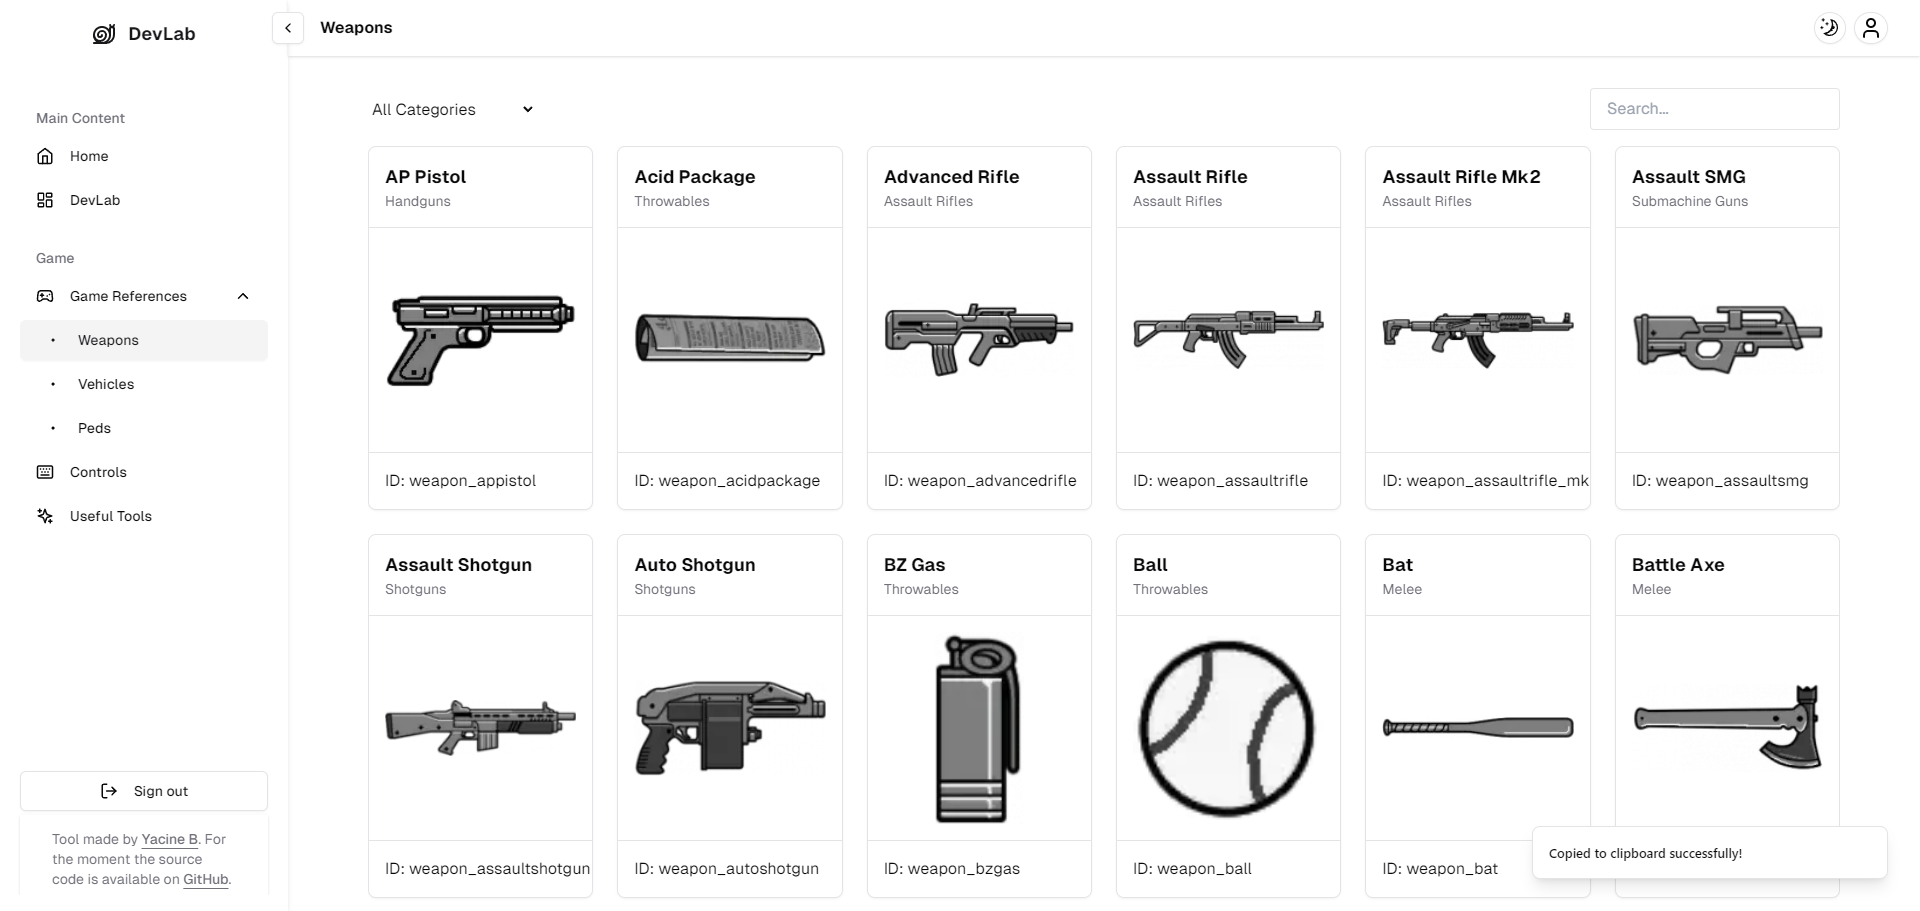 DevLab
Weapons
Main Content
Home
DevLab
Game
Game References
Weapons
Vehicles
Peds
Controls
Useful Tools
Sign out
Tool made by Yacine B. For
the moment the source
code is available on GitHub.
All Categories
Search...
AP Pistol
Handguns
ID: weapon_appistol
Acid Package
Throwables
ID: weapon_acidpackage
Advanced Rifle
Assault Rifles
ID: weapon_advancedrifle
Assault Rifle
Assault Rifles
ID: weapon_assaultrifle
Assault Rifle Mk2
Assault Rifles
ID: weapon_assaultrifle_mk
Assault SMG
Submachine Guns
ID: weapon_assaultsmg
Assault Shotgun
Shotguns
ID: weapon_assaultshotgun
Auto Shotgun
Shotguns
ID: weapon_autoshotgun
BZ Gas
Throwables
ID: weapon_bzgas
Ball
Throwables
ID: weapon_ball
Bat
Melee
ID: weapon_bat
Battle Axe
Melee
Copied to clipboard successfully!